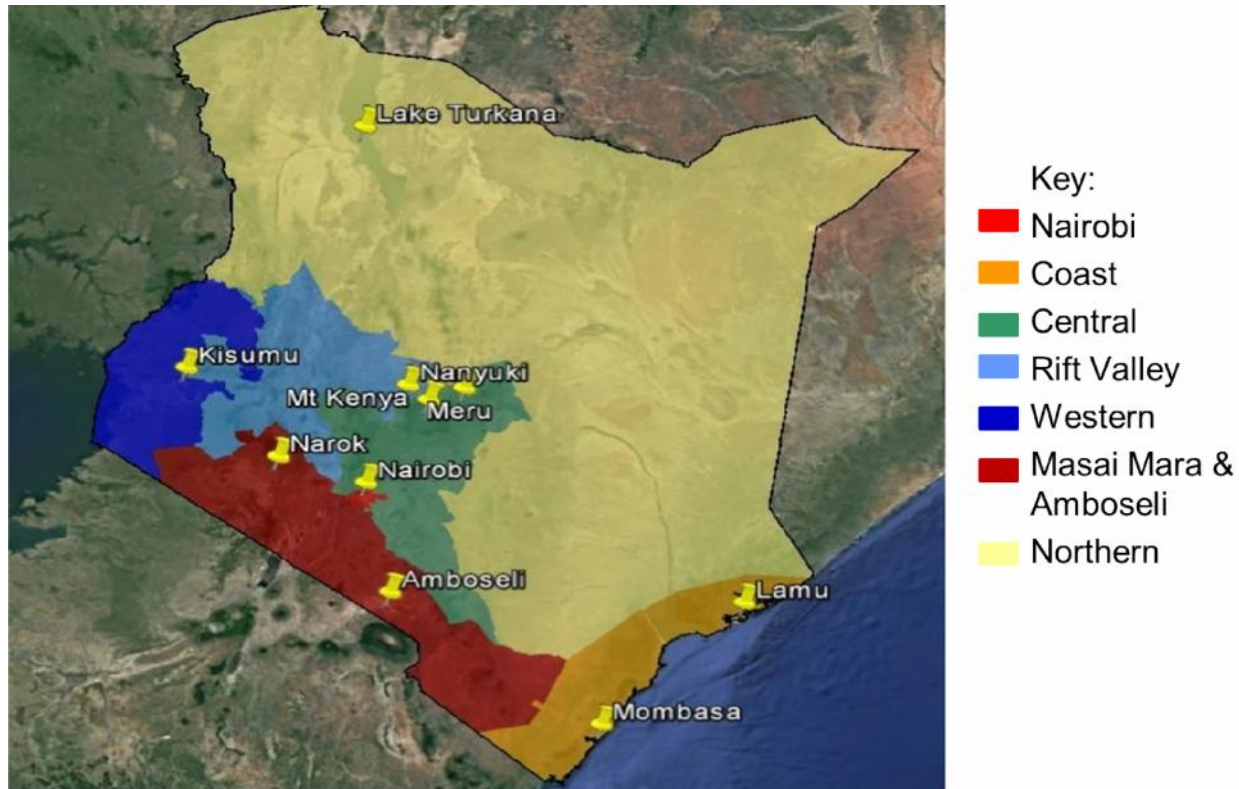 Lake Turkana
Kisumu
Nanyuki
Mt Kenya
Meru
Narok
Nairobi
Amboseli
Lamu
Mombasa
Key:
Nairobi
Coast
Central
Rift Valley
Western
Masai Mara &
Amboseli
Northern